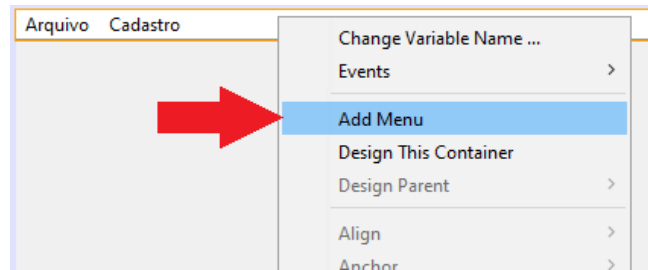 Arquivo Cadastro
Change Variable Name ...
Events
Add Menu
Design This Container
Design Parent
Align
Anchor